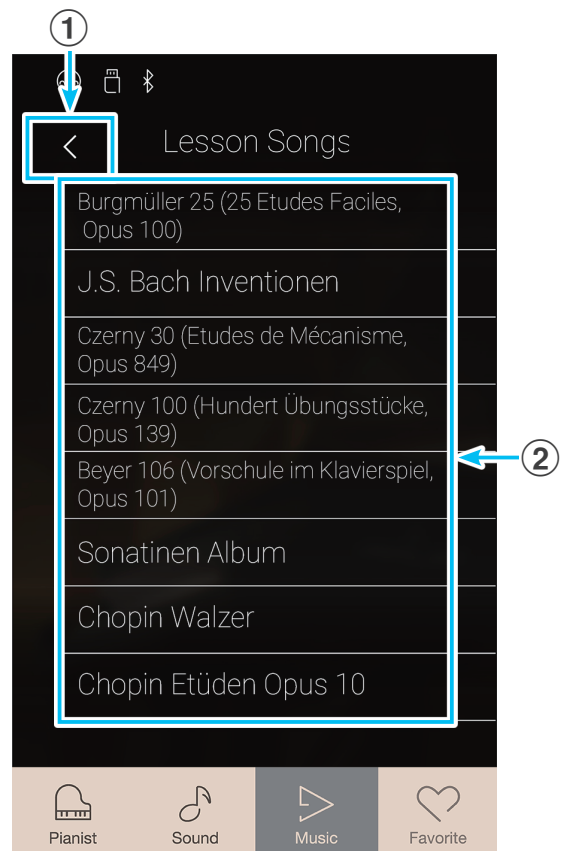 1
Lesson Songs
Burgmüller 25 (25 Etudes Faciles,
Opus 100)
J.S. Bach Inventionen
Czerny 30 (Etudes de Mécanisme,
Opus 849)
Czerny 100 (Hundert Übungsstücke,
Opus 139)
2
Beyer 106 (Vorschule im Klavierspiel,
Opus 101)
Sonatinen Album
Chopin Walzer
Chopin Etüden Opus 10
Pianist Sound Music Favorite